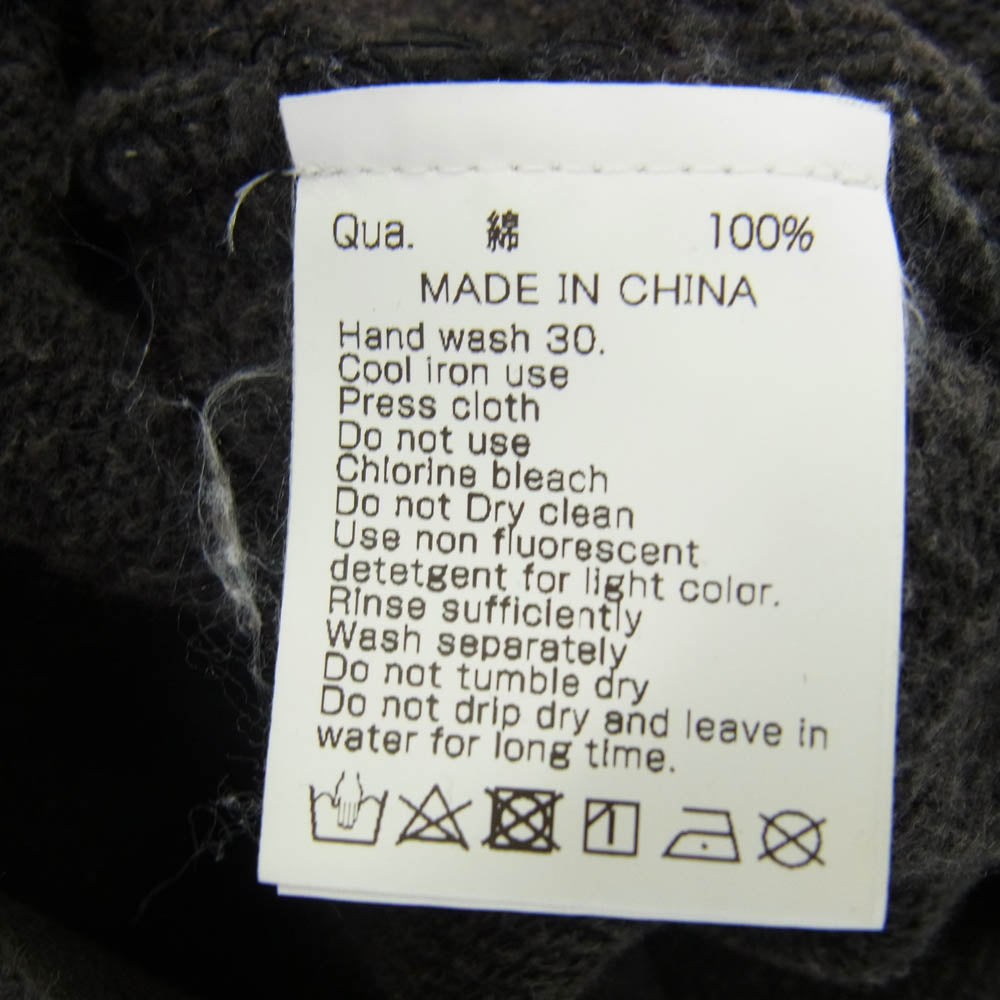 Qua. 綿 100%
MADE IN CHINA
Hand wash 30.
Cool iron use
Press cloth
Do not use
Chlorine bleach
Do not Dry clean
Use non fluorescent
detetgent for light color.
Rinse sufficiently
Wash separately
Do not tumble dry
Do not drip dry and leave in
water for long time.